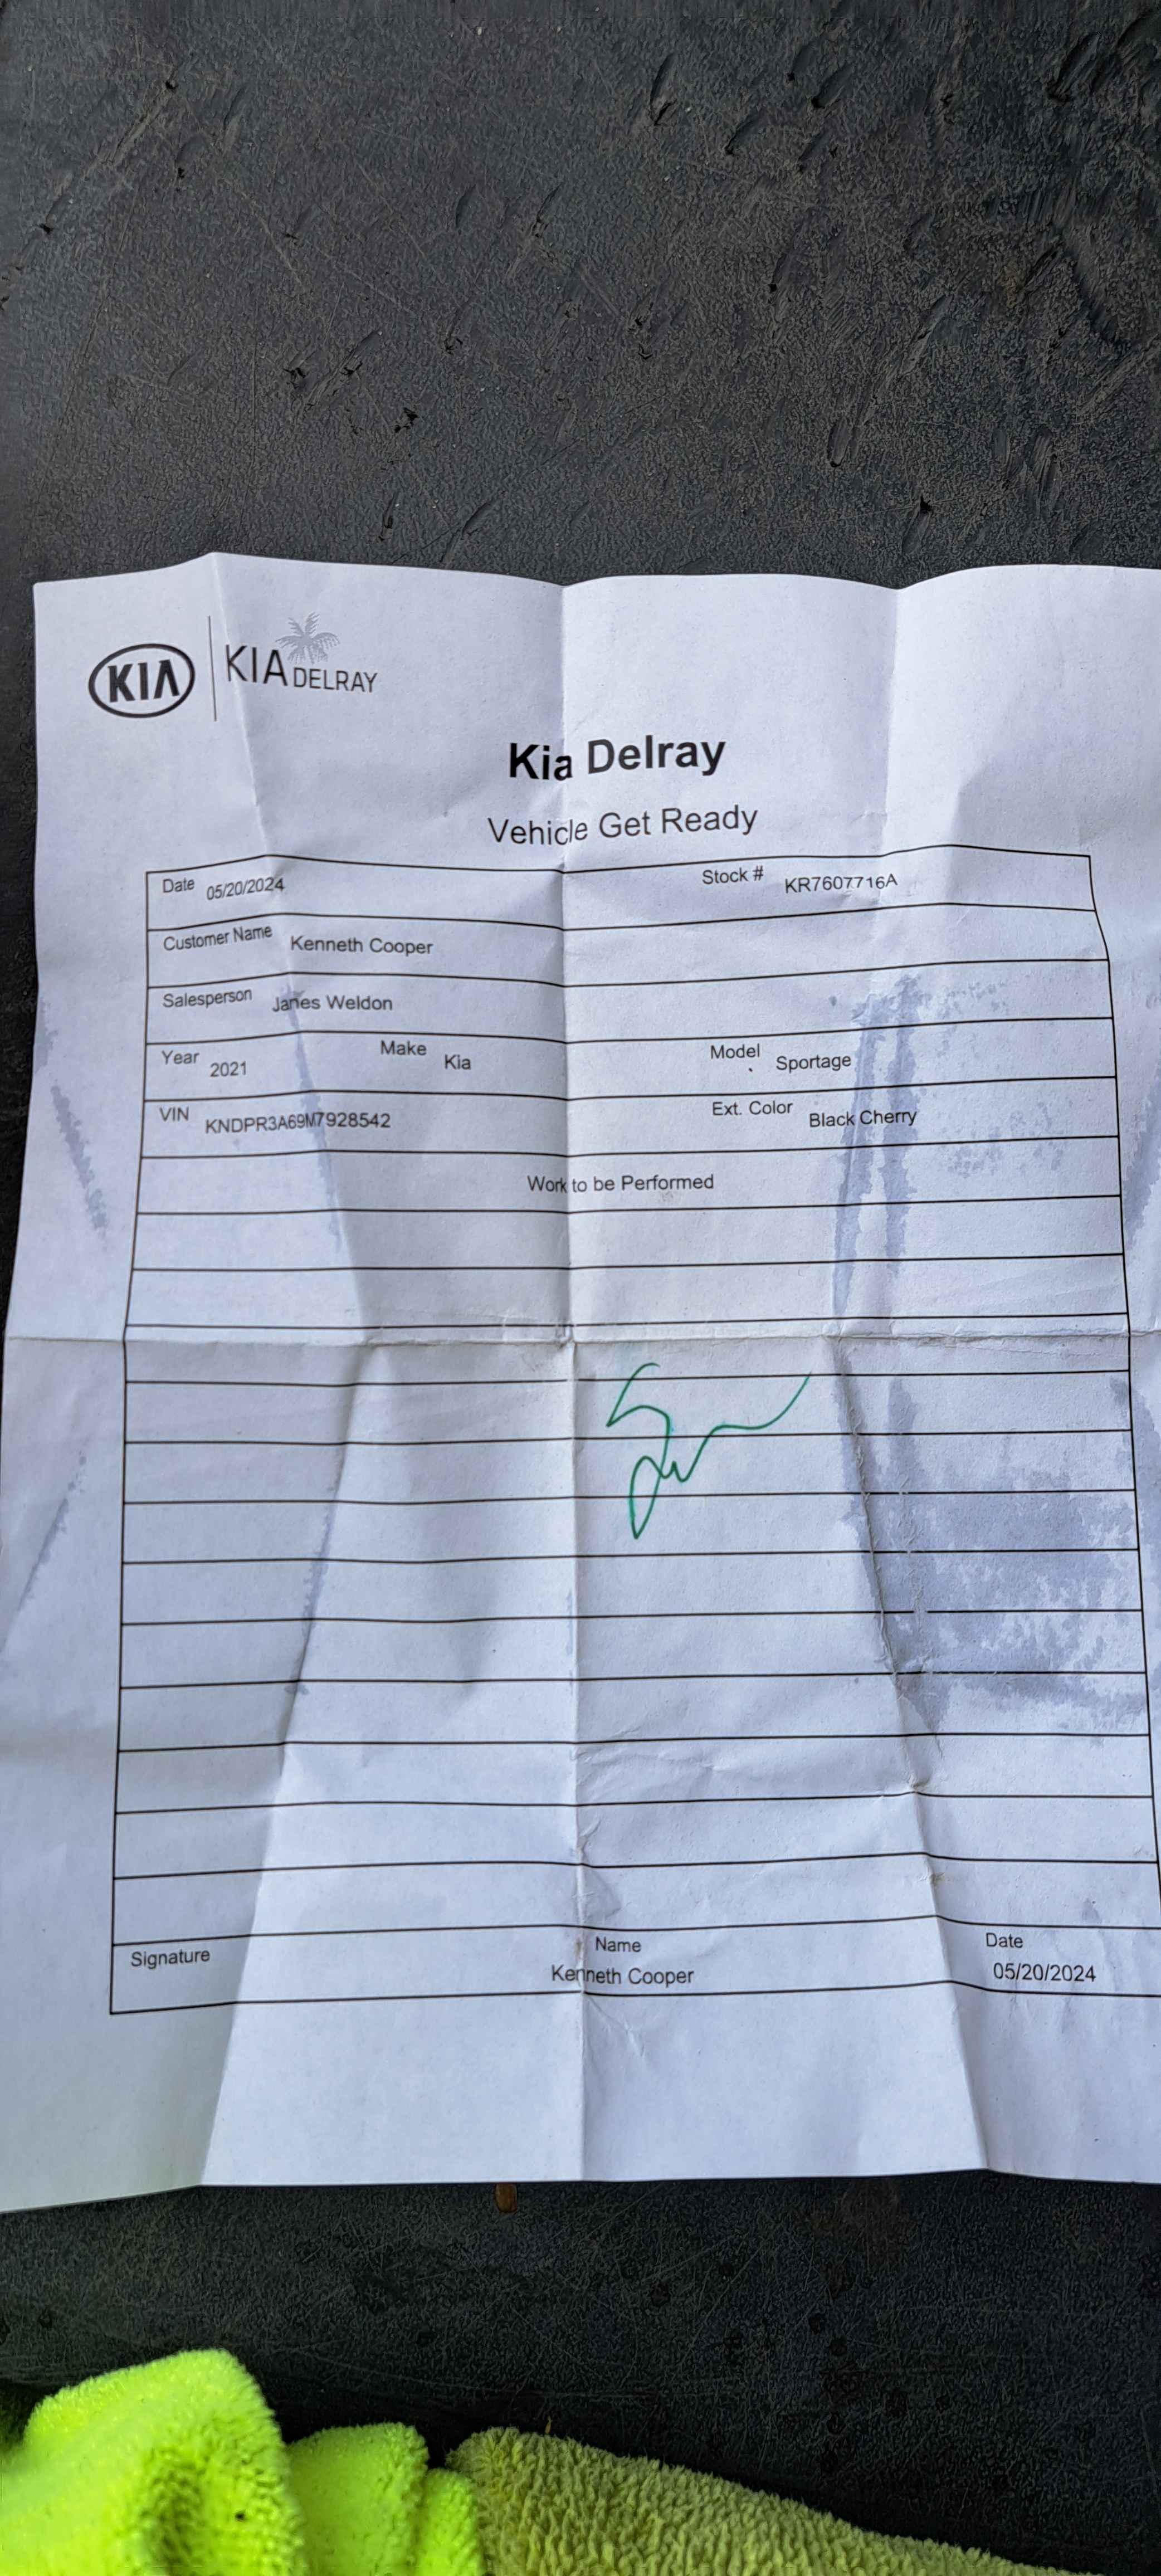 KIA KIA DELRAY
Kia Delray
Vehicle Get Ready
Date 05/20/2024 Stock # KR7607716A
Customer Name Kenneth Cooper
Salesperson Janes Weldon
Year 2021 Make Kia Model Sportage
VIN KNDPR3A69M7928542 Ext. Color Black Cherry
Work to be Performed
Signature Name Date
Kenneth Cooper 05/20/2024